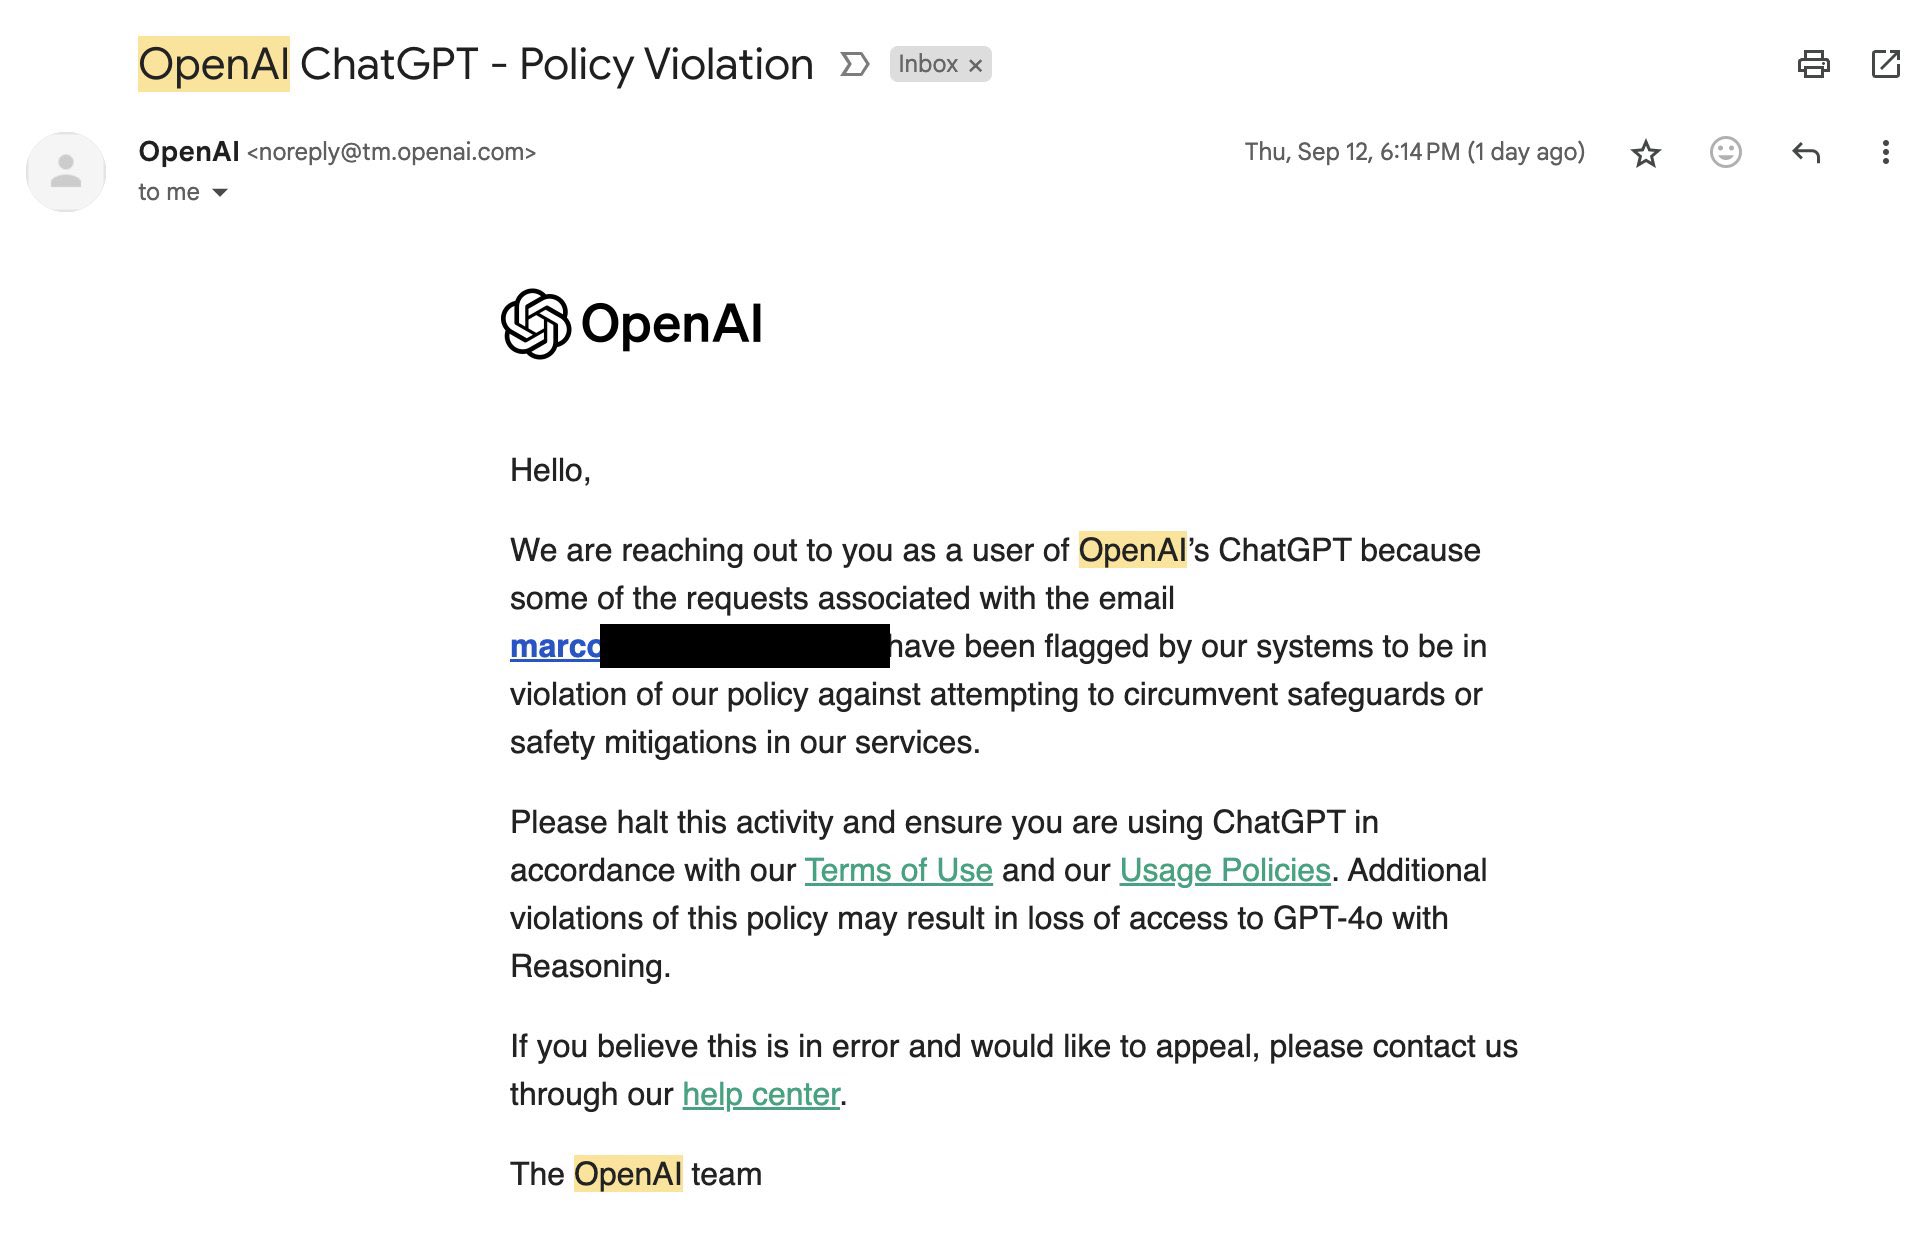 OpenAI ChatGPT - Policy Violation Inbox ×
OpenAI <noreply@tm.openai.com> Thu, Sep 12, 6:14 PM (1 day ago)
to me
OpenAI
Hello,
We are reaching out to you as a user of OpenAI’s ChatGPT because
some of the requests associated with the email
marco have been flagged by our systems to be in
violation of our policy against attempting to circumvent safeguards or
safety mitigations in our services.
Please halt this activity and ensure you are using ChatGPT in
accordance with our Terms of Use and our Usage Policies. Additional
violations of this policy may result in loss of access to GPT-4o with
Reasoning.
If you believe this is in error and would like to appeal, please contact us
through our help center.
The OpenAI team